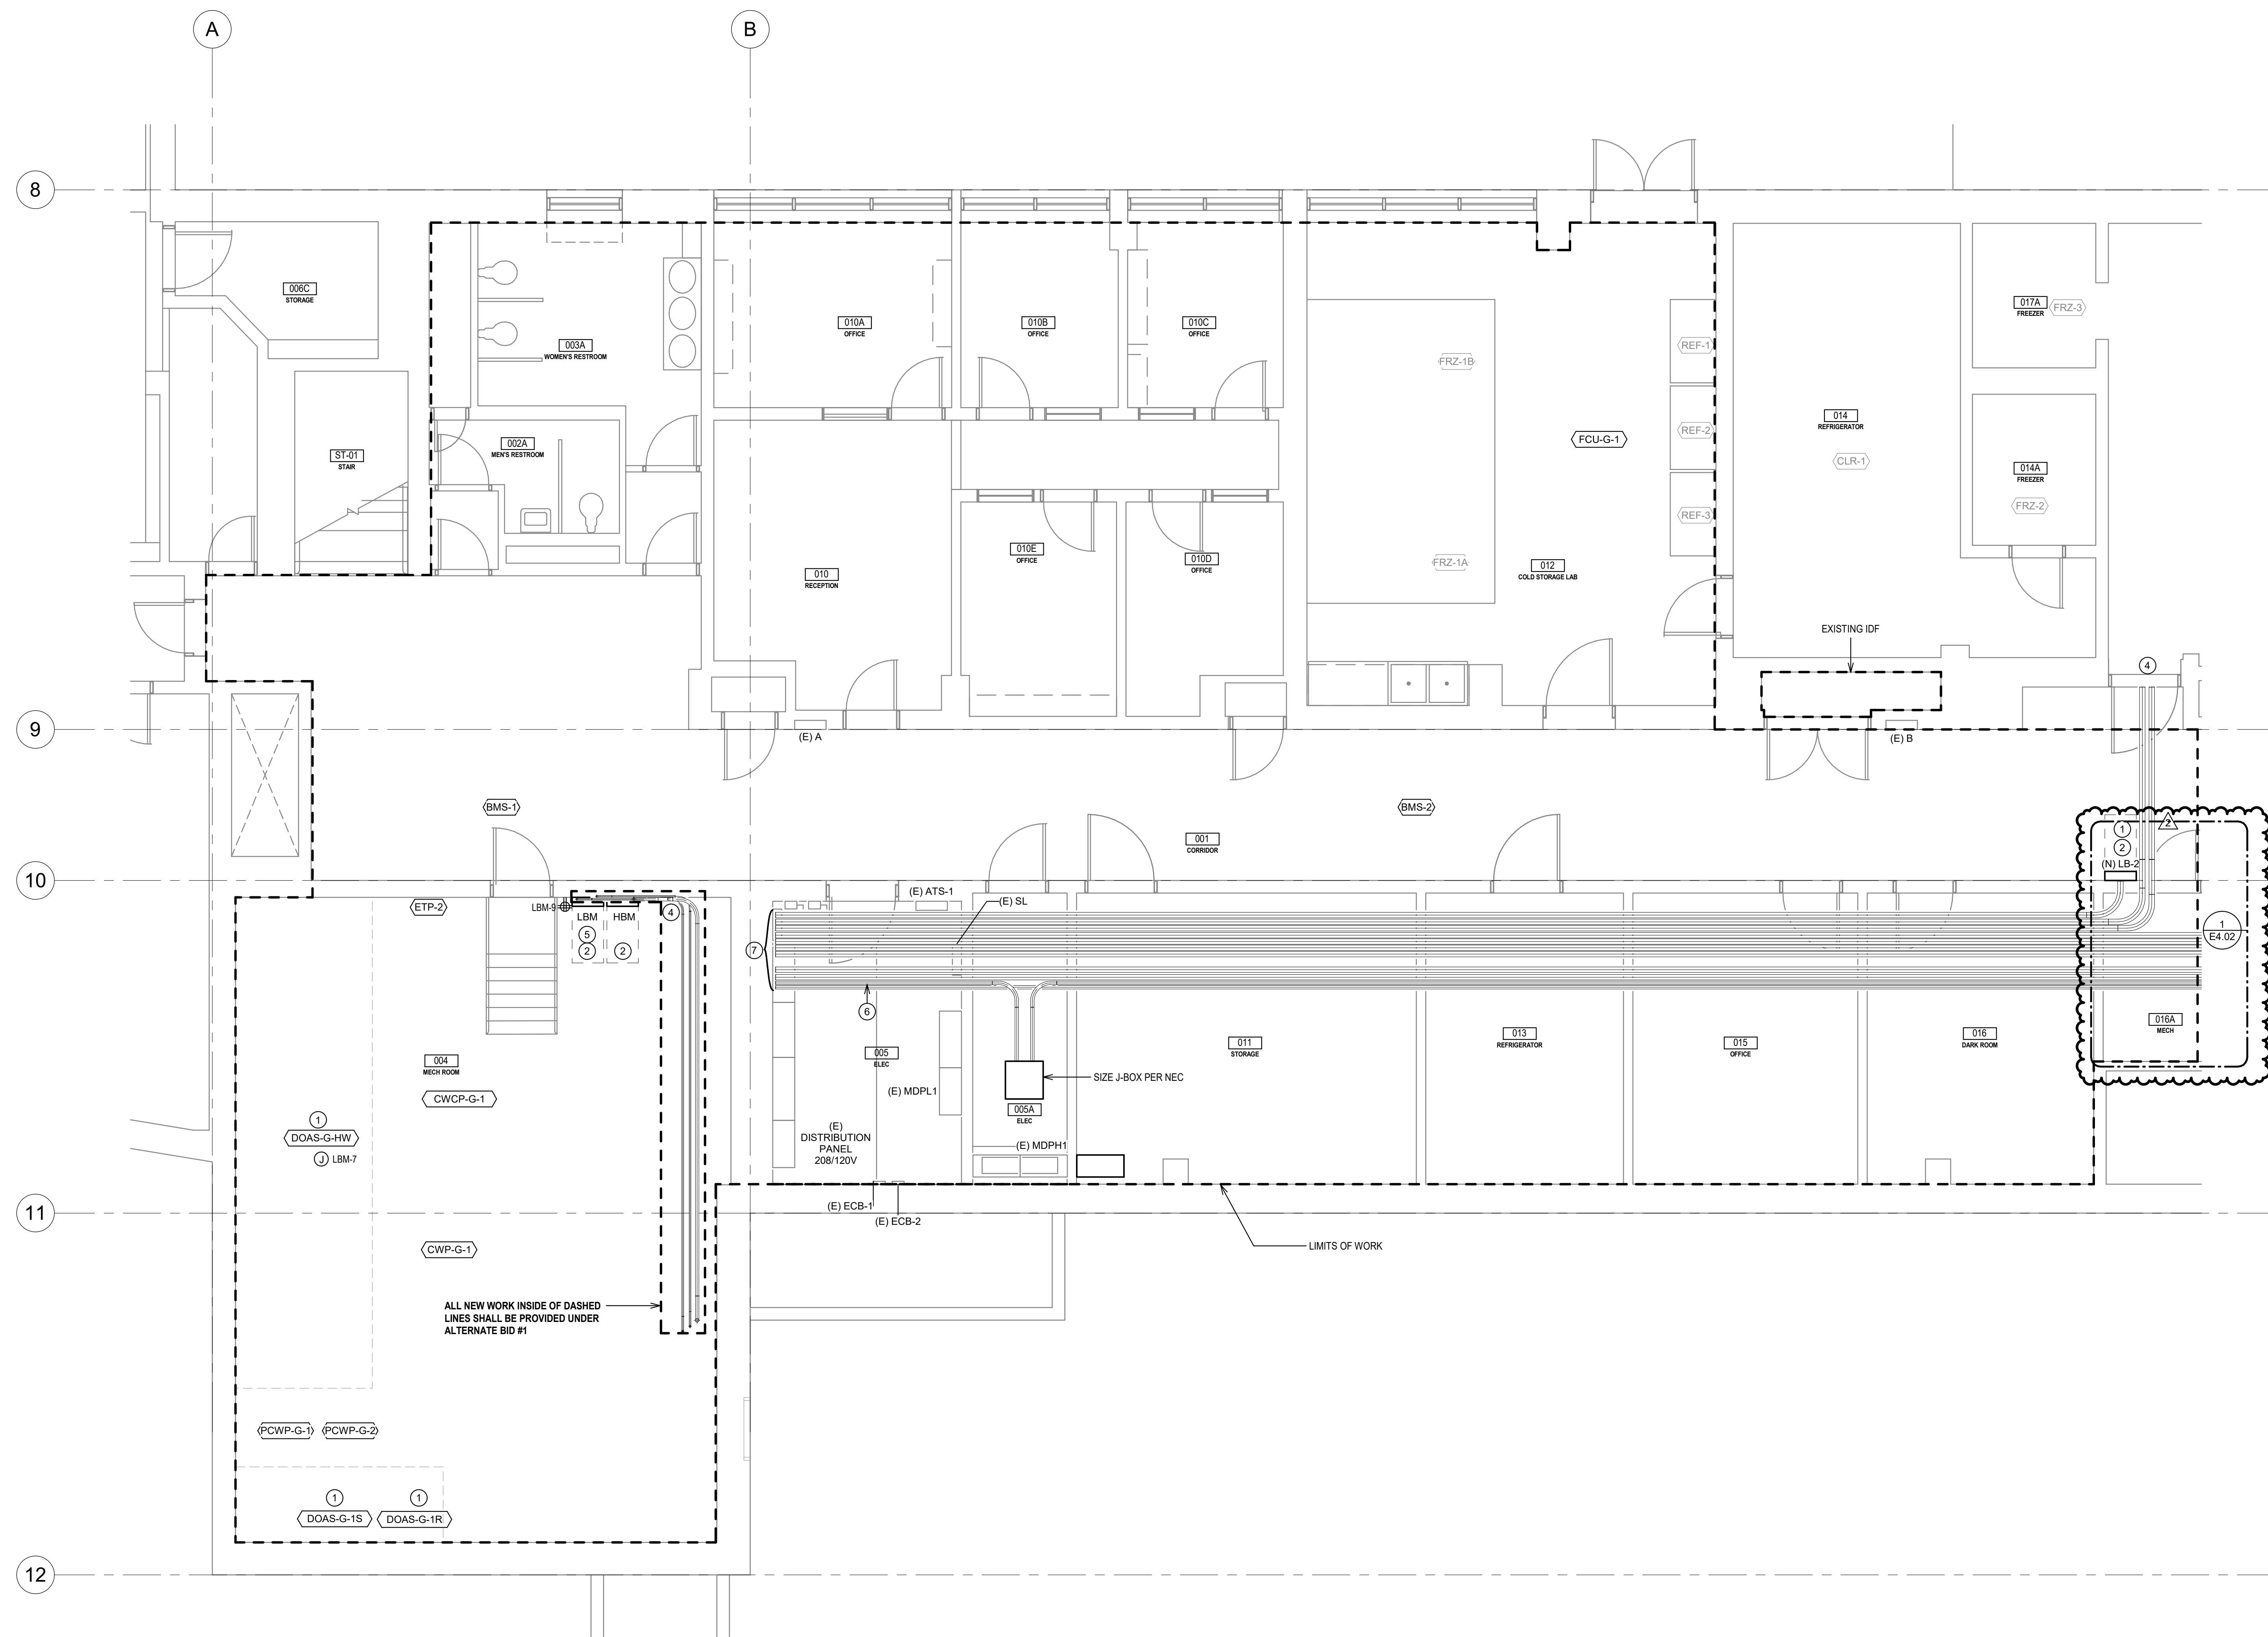 A
B
8
006C
STORAGE
003A
WOMEN'S RESTROOM
010A
OFFICE
010B
OFFICE
010C
OFFICE
FRZ-1B
REF-1
017A
FREEZER
FRZ-3
ST-01
STAIR
002A
MEN'S RESTROOM
FCU-G-1
REF-2
014
REFRIGERATOR
CLR-1
014A
FREEZER
FRZ-2
REF-3
010
RECEPTION
010E
OFFICE
010D
OFFICE
FRZ-1A
012
COLD STORAGE LAB
EXISTING IDF
4
9
(E) A
(E) B
BMS-1
BMS-2
001
CORRIDOR
2
1
2
(N) LB-2
10
ETP-2
LBM-9
LBM
HBM
4
5
2
2
(E) ATS-1
(E) SL
7
6
1
E4.02
004
MECH ROOM
005
ELEC
011
STORAGE
013
REFRIGERATOR
015
OFFICE
016
DARK ROOM
016A
MECH
SIZE J-BOX PER NEC
(E) MDPL1
005A
ELEC
CWCP-G-1
1
DOAS-G-HW
J LBM-7
(E)
DISTRIBUTION
PANEL
208/120V
(E) MDPH1
11
(E) ECB-1
(E) ECB-2
LIMITS OF WORK
CWP-G-1
ALL NEW WORK INSIDE OF DASHED
LINES SHALL BE PROVIDED UNDER
ALTERNATE BID #1
PCWP-G-1
PCWP-G-2
1
1
DOAS-G-1S
DOAS-G-1R
12